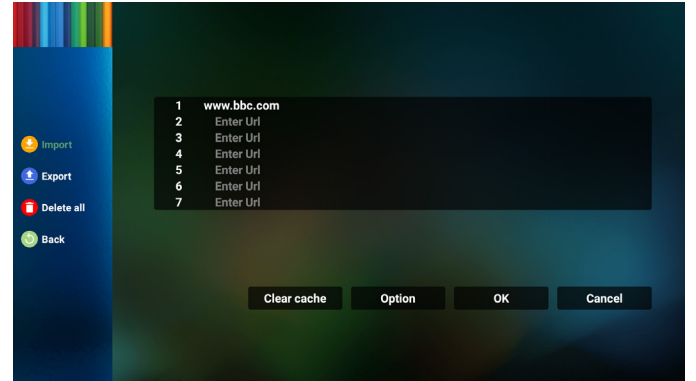 Import
Export
Delete all
Back
1 www.bbc.com
2 Enter Url
3 Enter Url
4 Enter Url
5 Enter Url
6 Enter Url
7 Enter Url
Clear cache Option OK Cancel